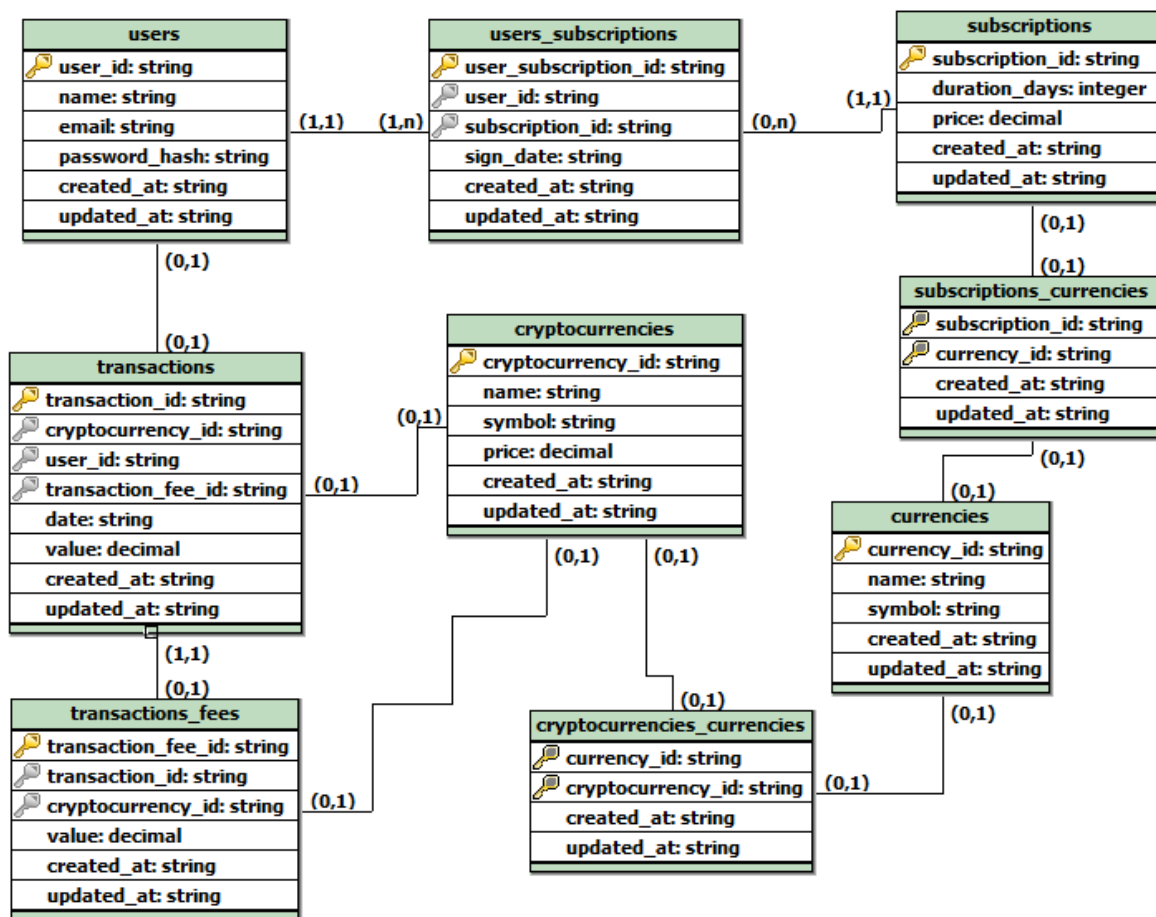 users
user_id: string
name: string
email: string
password_hash: string
created_at: string
updated_at: string
(1,1)
(1,n)
users_subscriptions
user_subscription_id: string
user_id: string
subscription_id: string
sign_date: string
created_at: string
updated_at: string
(0,n)
(1,1)
subscriptions
subscription_id: string
duration_days: integer
price: decimal
created_at: string
updated_at: string
(0,1)
(0,1)
subscriptions_currencies
subscription_id: string
currency_id: string
created_at: string
updated_at: string
(0,1)
(0,1)
currencies
currency_id: string
name: string
symbol: string
created_at: string
updated_at: string
(0,1)
(0,1)
(0,1)
transactions
transaction_id: string
cryptocurrency_id: string
user_id: string
transaction_fee_id: string
date: string
value: decimal
created_at: string
updated_at: string
(0,1)
(0,1)
cryptocurrencies
cryptocurrency_id: string
name: string
symbol: string
price: decimal
created_at: string
updated_at: string
(0,1)
(0,1)
(1,1)
(0,1)
transactions_fees
transaction_fee_id: string
transaction_id: string
cryptocurrency_id: string
value: decimal
created_at: string
updated_at: string
(0,1)
(0,1)
cryptocurrencies_currencies
currency_id: string
cryptocurrency_id: string
created_at: string
updated_at: string
(0,1)